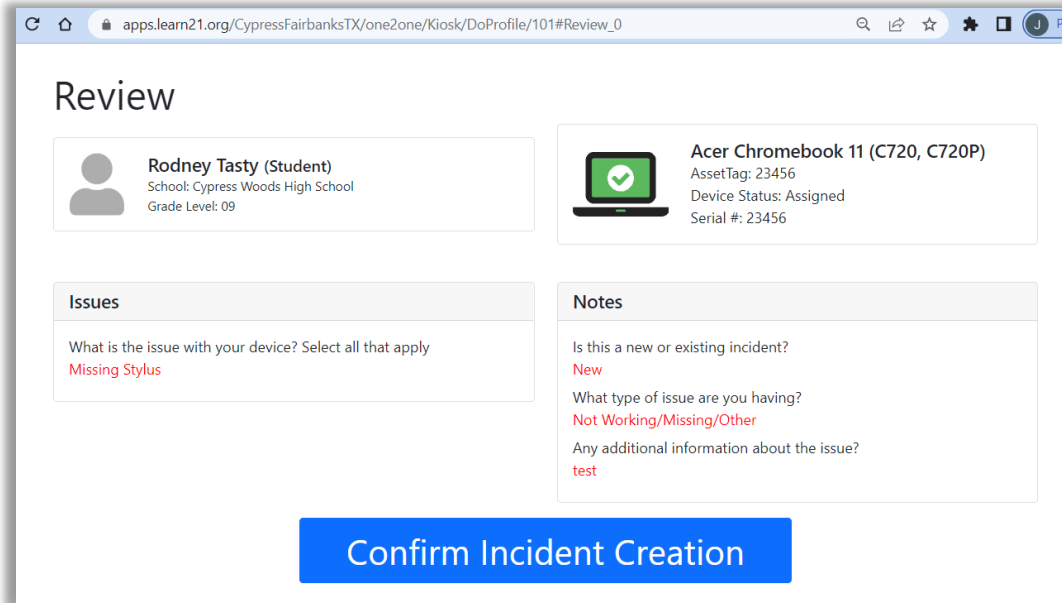 apps.learn21.org/CypressFairbanksTX/one2one/Kiosk/DoProfile/101#Review_0
J
P
Review
Rodney Tasty (Student)
School: Cypress Woods High School
Grade Level: 09
Acer Chromebook 11 (C720, C720P)
AssetTag: 23456
Device Status: Assigned
Serial #: 23456
Issues
What is the issue with your device? Select all that apply
Missing Stylus
Notes
Is this a new or existing incident?
New
What type of issue are you having?
Not Working/Missing/Other
Any additional information about the issue?
test
Confirm Incident Creation